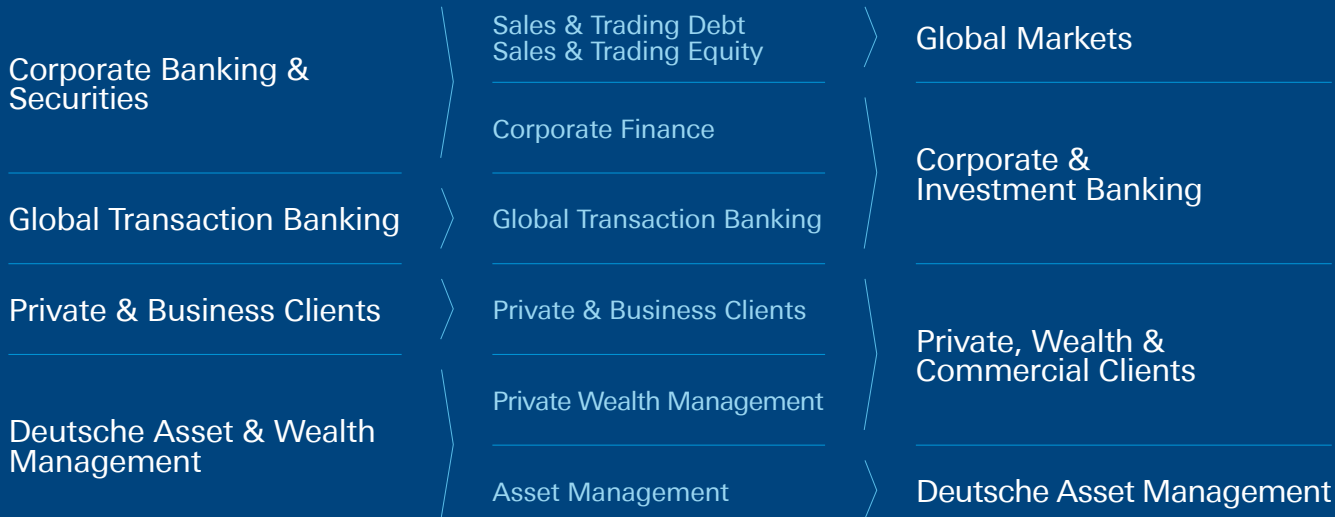 Corporate Banking &
Securities
Global Transaction Banking
Private & Business Clients
Deutsche Asset & Wealth
Management
Sales & Trading Debt
Sales & Trading Equity
Corporate Finance
Global Transaction Banking
Private & Business Clients
Private Wealth Management
Asset Management
Global Markets
Corporate &
Investment Banking
Private, Wealth &
Commercial Clients
Deutsche Asset Management